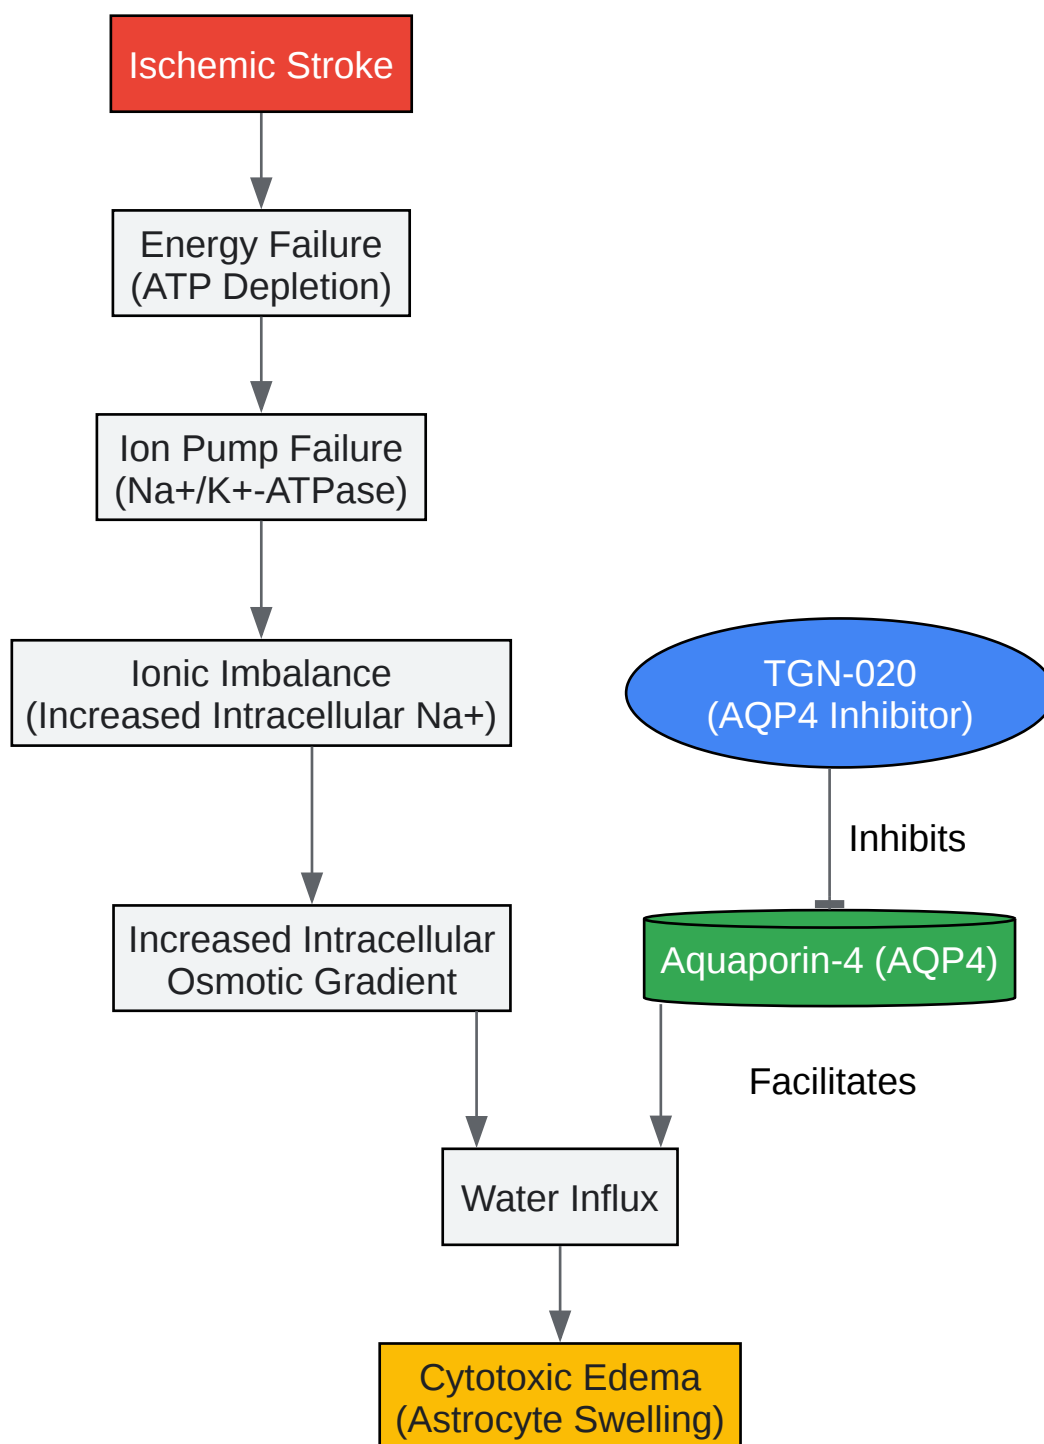 Ischemic Stroke
Energy Failure
(ATP Depletion)
Ion Pump Failure
(Na+/K+-ATPase)
Ionic Imbalance
(Increased Intracellular Na+)
TGN-020
(AQP4 Inhibitor)
Inhibits
Increased Intracellular
Osmotic Gradient
Aquaporin-4 (AQP4)
Facilitates
Water Influx
Cytotoxic Edema
(Astrocyte Swelling)